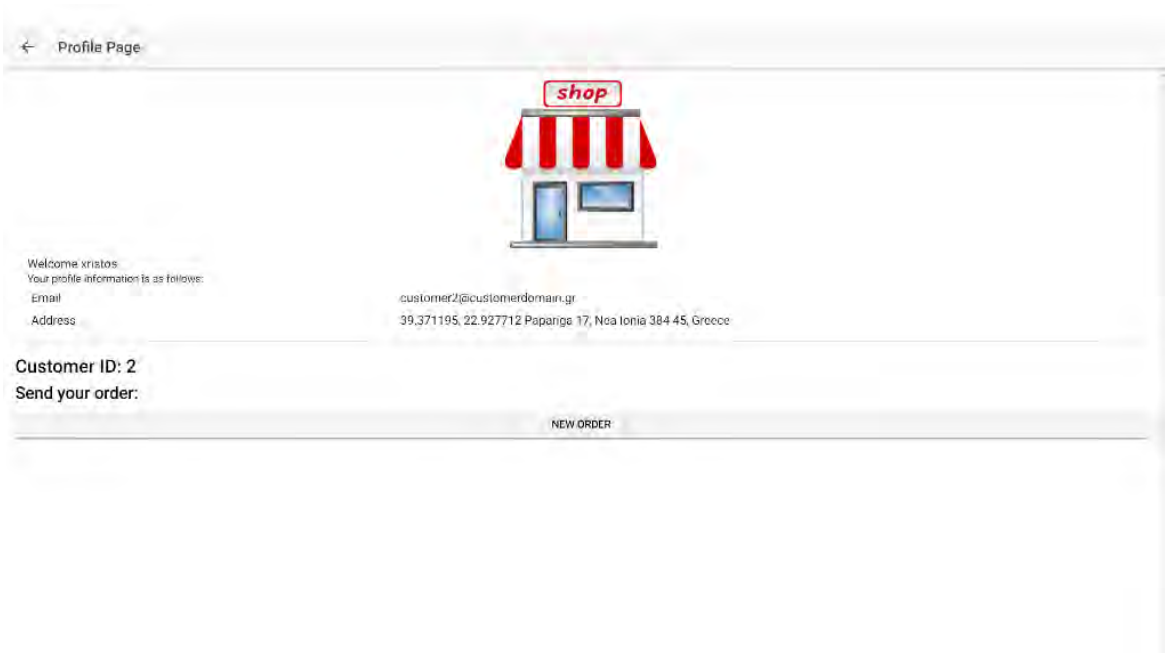 ← Profile Page
shop
Welcome xristos
Your profile information is as follows:
Email customer2@customerdomain.gr
Address 39.371195, 22.927712 Papariga 17, Nea Ionia 384 45, Greece
Customer ID: 2
Send your order:
NEW ORDER